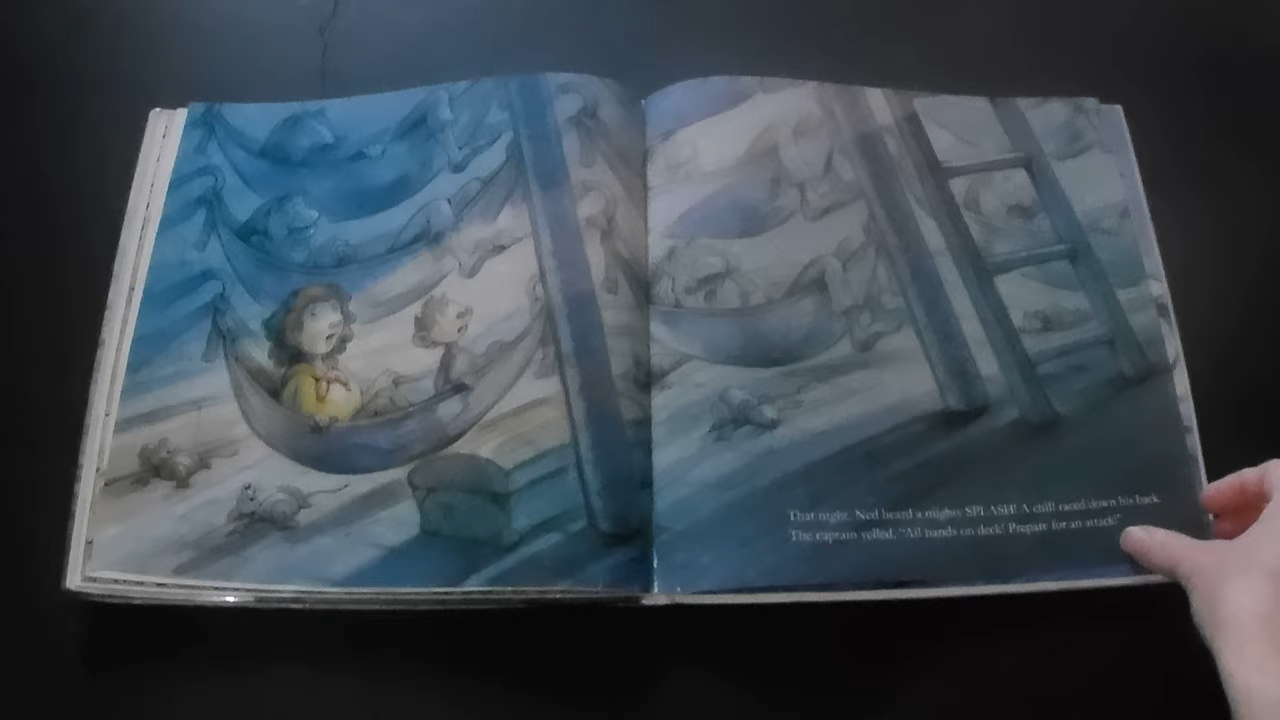 That night, Ned heard a mighty SPLASH! A chill raced down his back.
The captain yelled, "All hands on deck! Prepare for an attack!"